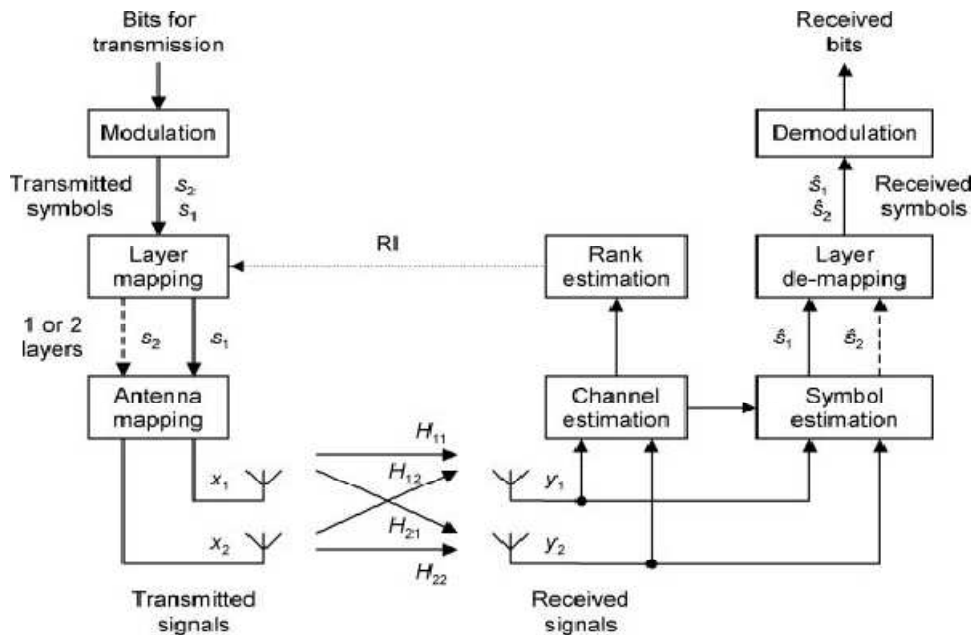 Bits for
transmission
Received
bits
Modulation
Demodulation
Transmitted
symbols
s₂
s₁
ŝ₁
ŝ₂
Received
symbols
Layer
mapping
RI
Rank
estimation
Layer
de-mapping
1 or 2
layers
s₂
s₁
ŝ₁
ŝ₂
Antenna
mapping
Channel
estimation
Symbol
estimation
H₁₁
H₁₂
H₂₁
H₂₂
x₁
y₁
x₂
y₂
Transmitted
signals
Received
signals